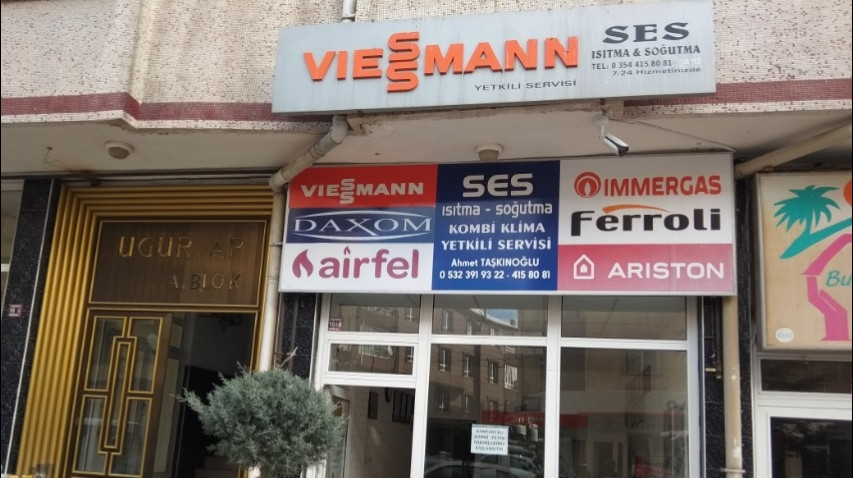 VIESSMANN
YETKİLİ SERVİSİ
SES
ISITMA & SOĞUTMA
TEL: 0 354 415 80 81
7/24 Hizmetinizde
VIESSMANN
DAXOM
airfel
SES
ısıtma - soğutma
KOMBİ KLİMA
YETKİLİ SERVİSİ
Ahmet TAŞKINOĞLU
0 532 391 93 22 - 415 80 81
IMMERGAS
Ferroli
ARISTON
UĞUR AP
A.BLOK
Bu